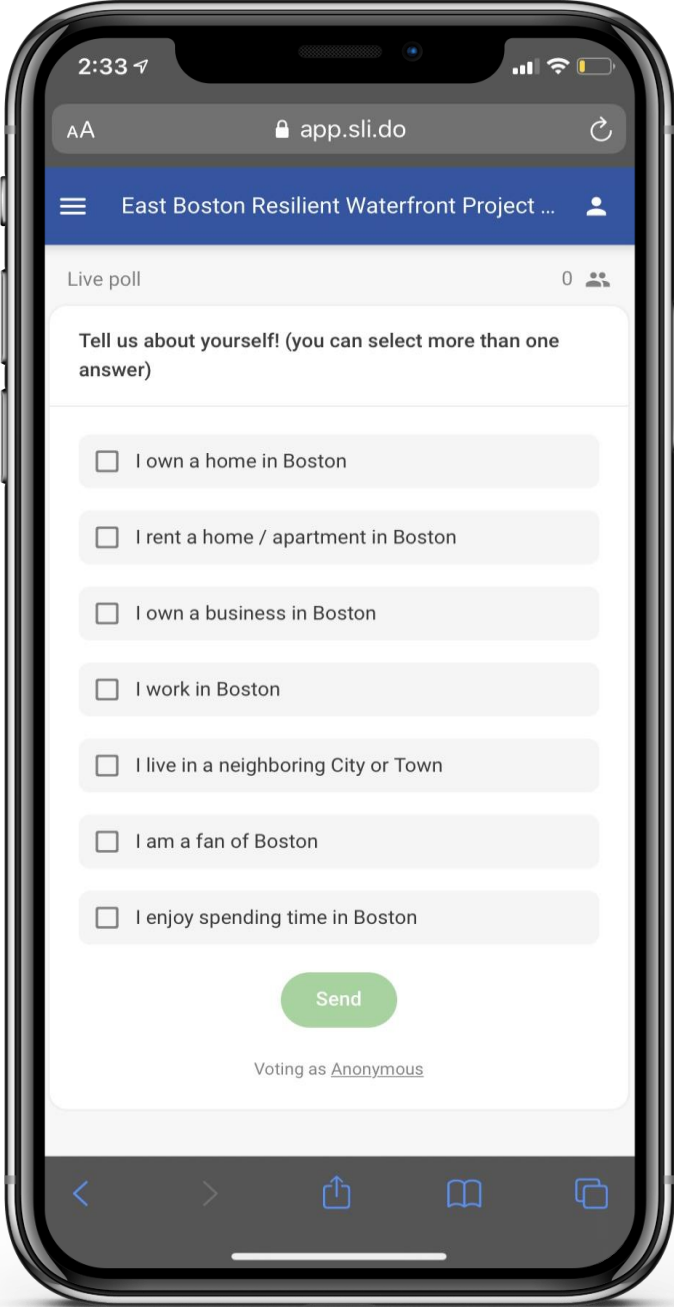 2:33
AA app.sli.do
East Boston Resilient Waterfront Project ...
Live poll 0
Tell us about yourself! (you can select more than one
answer)
I own a home in Boston
I rent a home / apartment in Boston
I own a business in Boston
I work in Boston
I live in a neighboring City or Town
I am a fan of Boston
I enjoy spending time in Boston
Send
Voting as Anonymous